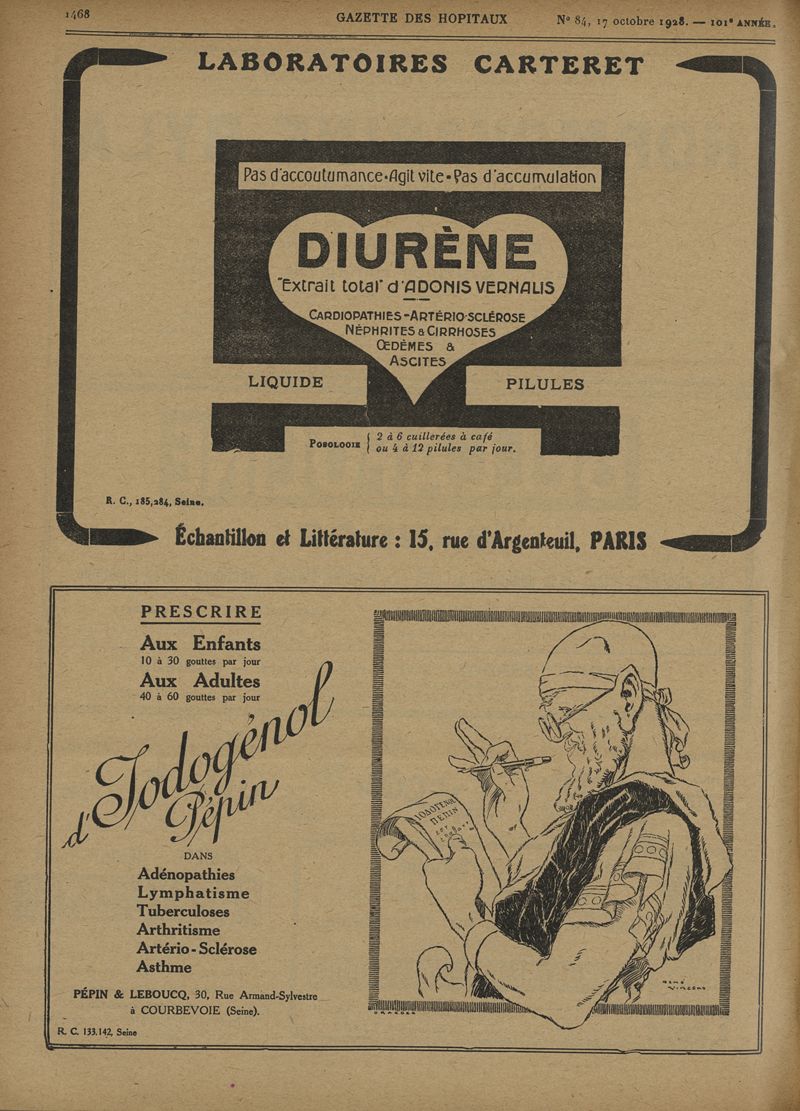 1468 GAZETTE DES HOPITAUX Nº 84, 17 octobre 1928. — 101e ANNÉE.
LABORATOIRES CARTERET
Pas d'accoutumance•Agit vite•Pas d'accumulation
DIURÈNE
"Extrait total" d'ADONIS VERNALIS
CARDIOPATHIES-ARTÉRIO-SCLÉROSE
NÉPHRITES & CIRRHOSES
ŒDÈMES &
ASCITES
LIQUIDE PILULES
POSOLOGIE { 2 à 6 cuillerées à café
ou 4 à 12 pilules par jour.
R. C., 185,284, Seine.
Échantillon et Littérature : 15, rue d'Argenteuil, PARIS
PRESCRIRE
Aux Enfants
10 à 30 gouttes par jour
Aux Adultes
40 à 60 gouttes par jour
d'Iodogénol
Pépin
DANS
Adénopathies
Lymphatisme
Tuberculoses
Arthritisme
Artério-Sclérose
Asthme
PÉPIN & LEBOUCQ, 30, Rue Armand-Sylvestre
à COURBEVOIE (Seine).
R. C. 133.142, Seine
RENÉ
VINCENT